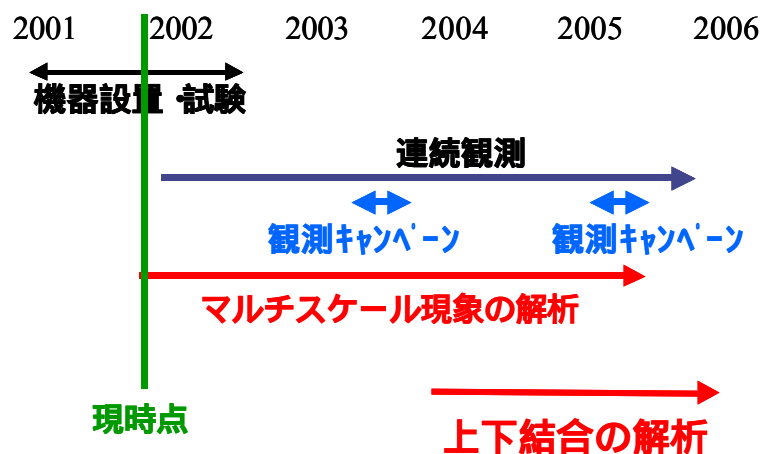 2001 2002 2003 2004 2005 2006
機器設置・試験
連続観測
観測ｷｬﾝﾍﾟｰﾝ 観測ｷｬﾝﾍﾟｰﾝ
マルチスケール現象の解析
現時点
上下結合の解析